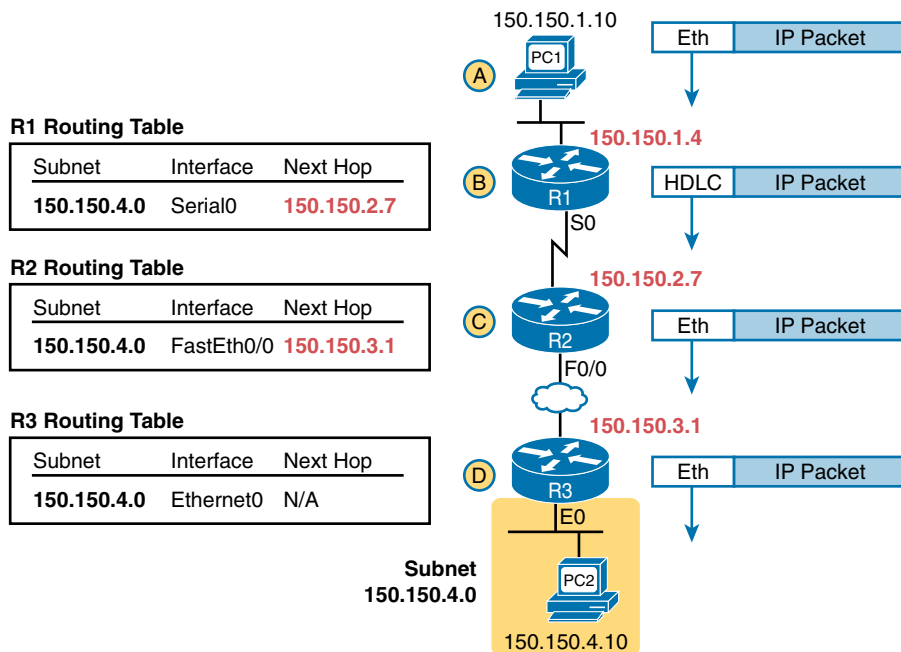 150.150.1.10
Eth IP Packet
PC1
A
R1 Routing Table
150.150.1.4
Subnet Interface Next Hop
150.150.4.0 Serial0 150.150.2.7
B
R1
HDLC IP Packet
S0
R2 Routing Table
150.150.2.7
Subnet Interface Next Hop
150.150.4.0 FastEth0/0 150.150.3.1
C
R2
Eth IP Packet
F0/0
R3 Routing Table
150.150.3.1
Subnet Interface Next Hop
150.150.4.0 Ethernet0 N/A
D
R3
Eth IP Packet
E0
Subnet
150.150.4.0
PC2
150.150.4.10